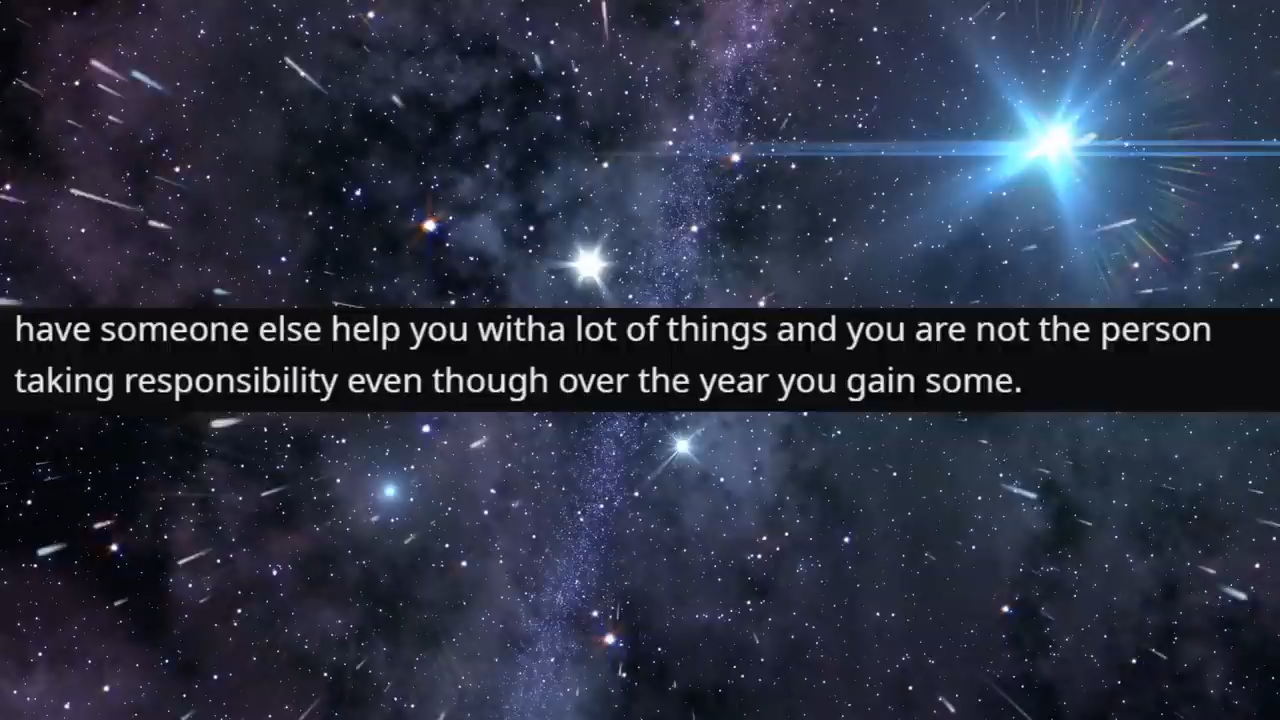 have someone else help you witha lot of things and you are not the person
taking responsibility even though over the year you gain some.